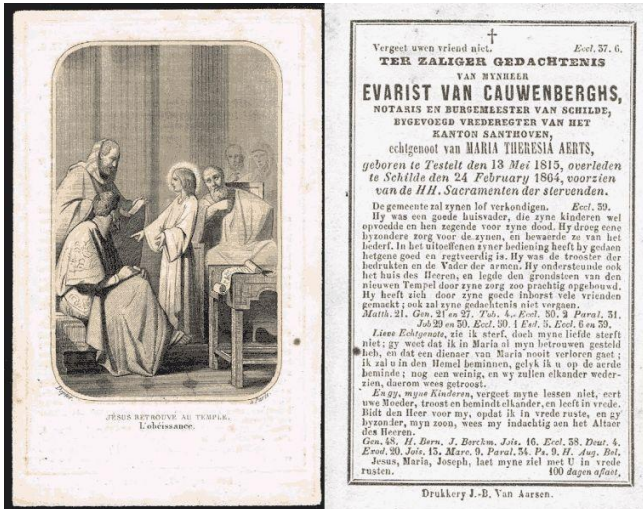 JÉSUS RETROUVÉ AU TEMPLE.
L'obéissance.
Vergeet uwen vriend niet. Eccl. 37. 6.
TER ZALIGER GEDACHTENIS
VAN MYNHEER
EVARIST VAN CAUWENBERGHS,
NOTARIS EN BURGEMEESTER VAN SCHILDE,
BYGEVOEGD VREDEREGTER VAN HET
KANTON SANTHOVEN,
echtgenoot van MARIA THERESIA AERTS,
geboren te Testelt den 13 Mei 1815, overleden
te Schilde den 24 February 1864, voorzien
van de HH. Sacramenten der stervenden.
De gemeente zal zynen lof verkondigen. Eccl. 39.
Hy was een goede huisvader, die zyne kinderen wel
opvoedde en hen zegende voor zyne dood. Hy droeg eene
byzondere zorg voor de zynen, en bewaerde ze van het
bederf. In het uitoeffenen zyner bediening heeft hy gedaen
hetgene goed en regtveerdig is. Hy was de trooster der
bedrukten en de Vader der armen. Hy ondersteunde ook
het huis des Heeren, en legde den grondsteen van den
nieuwen Tempel door zyne zorg zoo prachtig opgebouwd.
Hy heeft zich door zyne goede inborst vele vrienden
gemaekt; ook zal zyne gedachtenis niet vergaen.
Matth. 21. Gen. 21 en 27. Tob. 4. Eccl. 30. 2 Paral. 31.
Job 29 en 30. Eccl. 50. 1 Esd. 5. Eccl. 6 en 39.
Lieve Echtgenote, zie ik sterf, doch myne liefde sterft
niet; gy weet dat ik in Maria al myn betrouwen gesteld
heb, en dat een dienaer van Maria nooit verloren gaet;
ik zal u in den Hemel beminnen, gelyk ik u op de aerde
beminde; nog een weinig, en wy zullen elkander weder-
zien, daerom wees getroost.
En gy, myne Kinderen, vergeet myne lessen niet, eert
uwe Moeder, troost en bemindt elkander, en leeft in vrede.
Bidt den Heer voor my, opdat ik in vrede ruste, en gy
byzonder, myn zoon, wees my indachtig aen het Altaer
des Heeren.
Gen. 48. H. Bern. J. Berchm. Jois. 16. Eccl. 38. Deut. 4.
Exod. 20. Jois. 13. Marc. 9. Paral. 34. Ps. 9. H. Aug. Bel.
Jesus, Maria, Joseph, laet myne ziel met U in vrede
rusten. 100 dagen aflaet.
Drukkery J.-B. Van Aarsen.